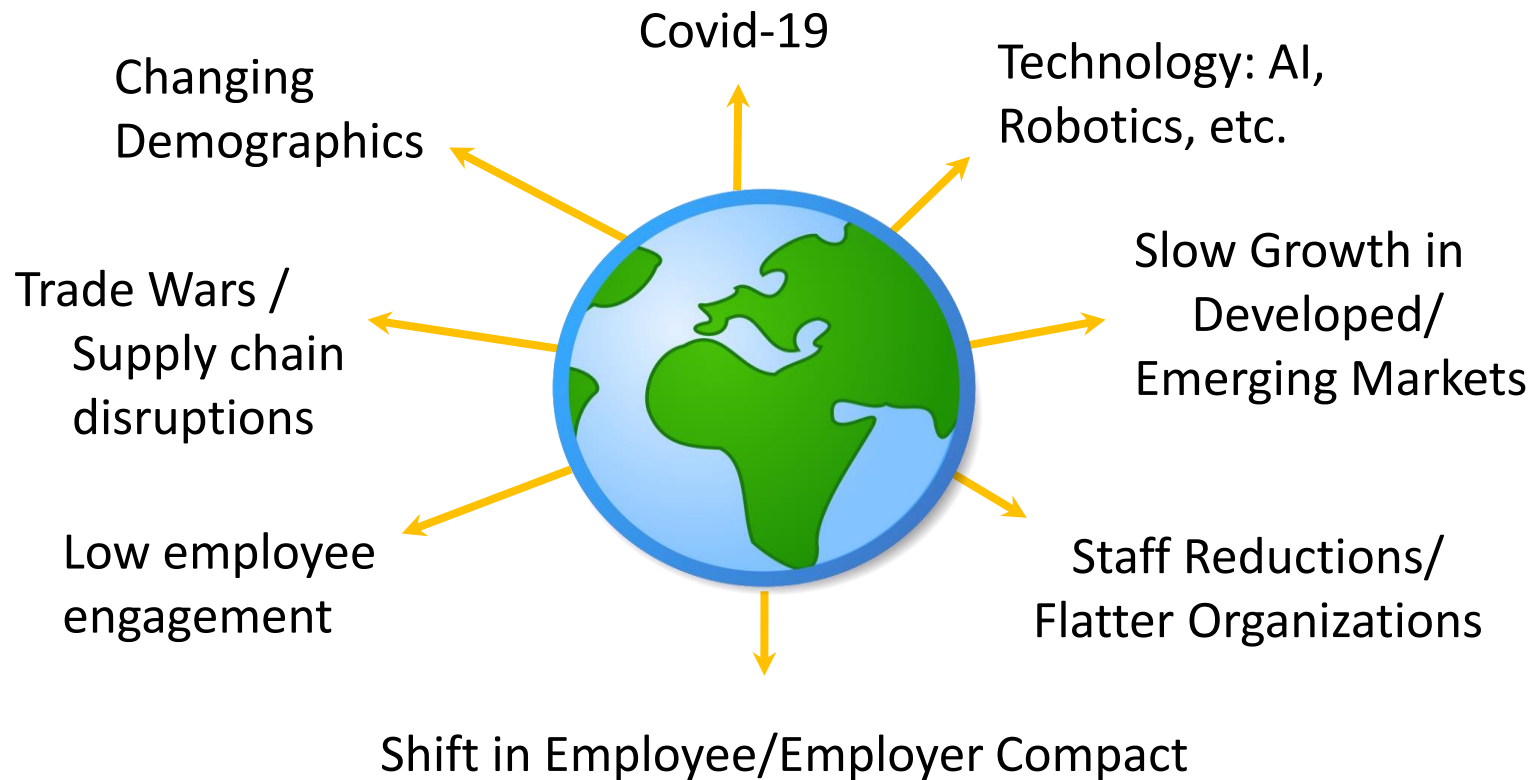 Covid-19
Technology: AI,
Robotics, etc.
Changing
Demographics
Slow Growth in
Developed/
Emerging Markets
Trade Wars /
Supply chain
disruptions
Low employee
engagement
Staff Reductions/
Flatter Organizations
Shift in Employee/Employer Compact